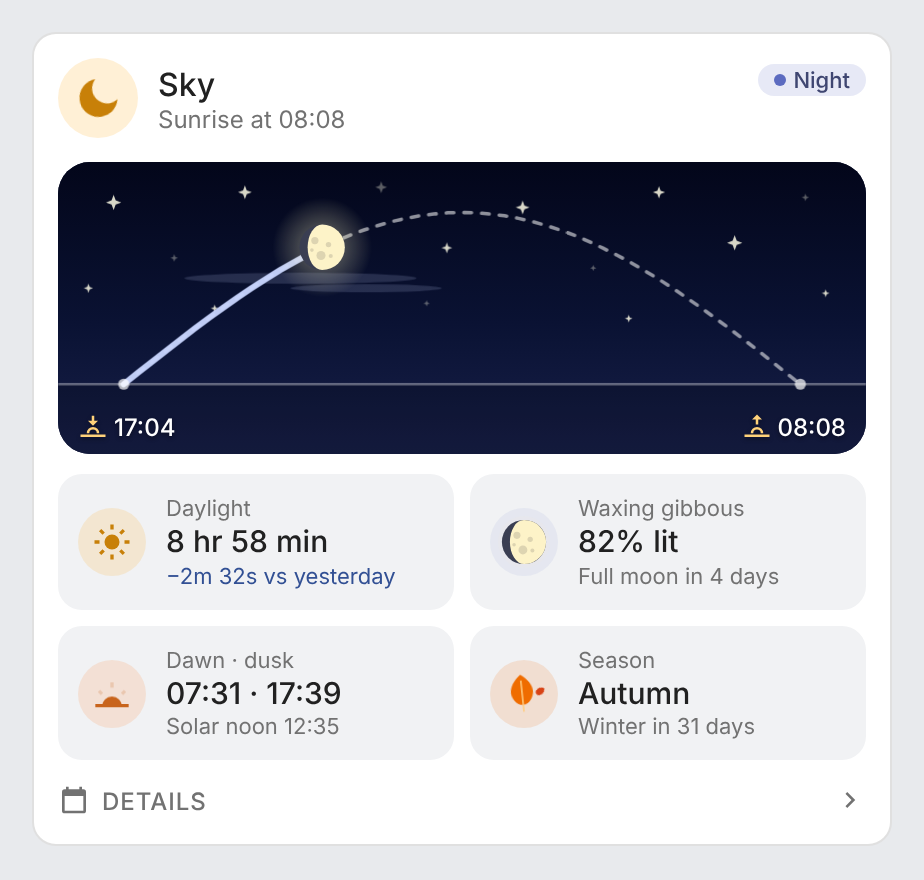 Sky
Night
Sunrise at 08:08
17:04
08:08
Daylight
8 hr 58 min
−2m 32s vs yesterday
Waxing gibbous
82% lit
Full moon in 4 days
Dawn · dusk
07:31 · 17:39
Solar noon 12:35
Season
Autumn
Winter in 31 days
DETAILS